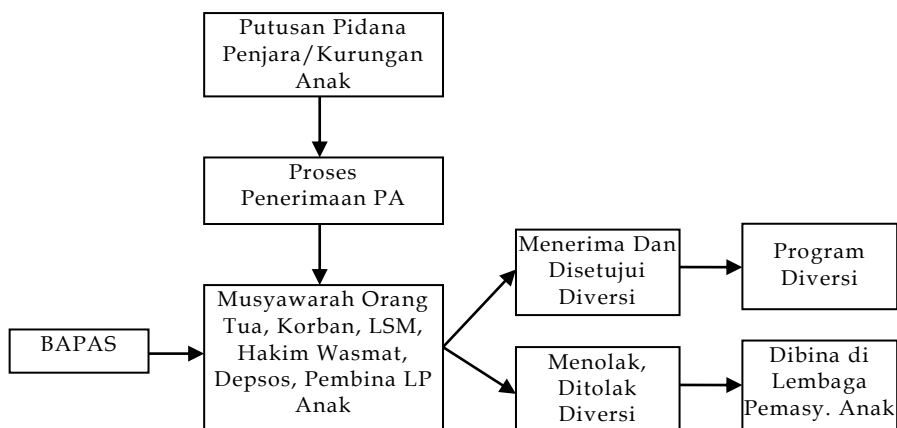 Putusan Pidana
Penjara/Kurungan
Anak
Proses
Penerimaan PA
Musyawarah Orang
Tua, Korban, LSM,
Hakim Wasmat,
Depsos, Pembina LP
Anak
BAPAS
Menerima Dan
Disetujui
Diversi
Program
Diversi
Menolak,
Ditolak
Diversi
Dibina di
Lembaga
Pemasy. Anak